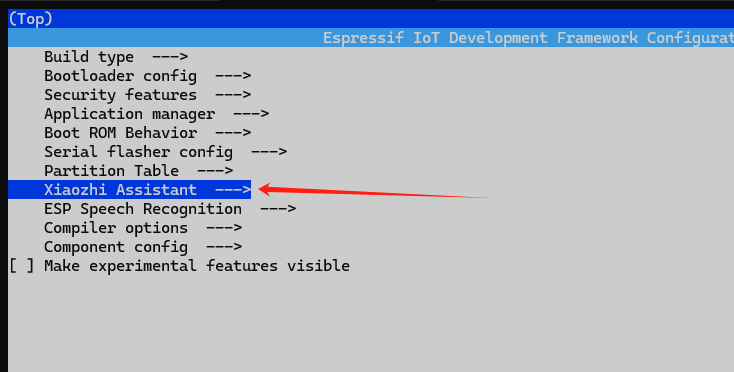 (Top)
Espressif IoT Development Framework Configurat
Build type  --->
Bootloader config  --->
Security features  --->
Application manager  --->
Boot ROM Behavior  --->
Serial flasher config  --->
Partition Table  --->
Xiaozhi Assistant  --->
ESP Speech Recognition  --->
Compiler options  --->
Component config  --->
[ ] Make experimental features visible